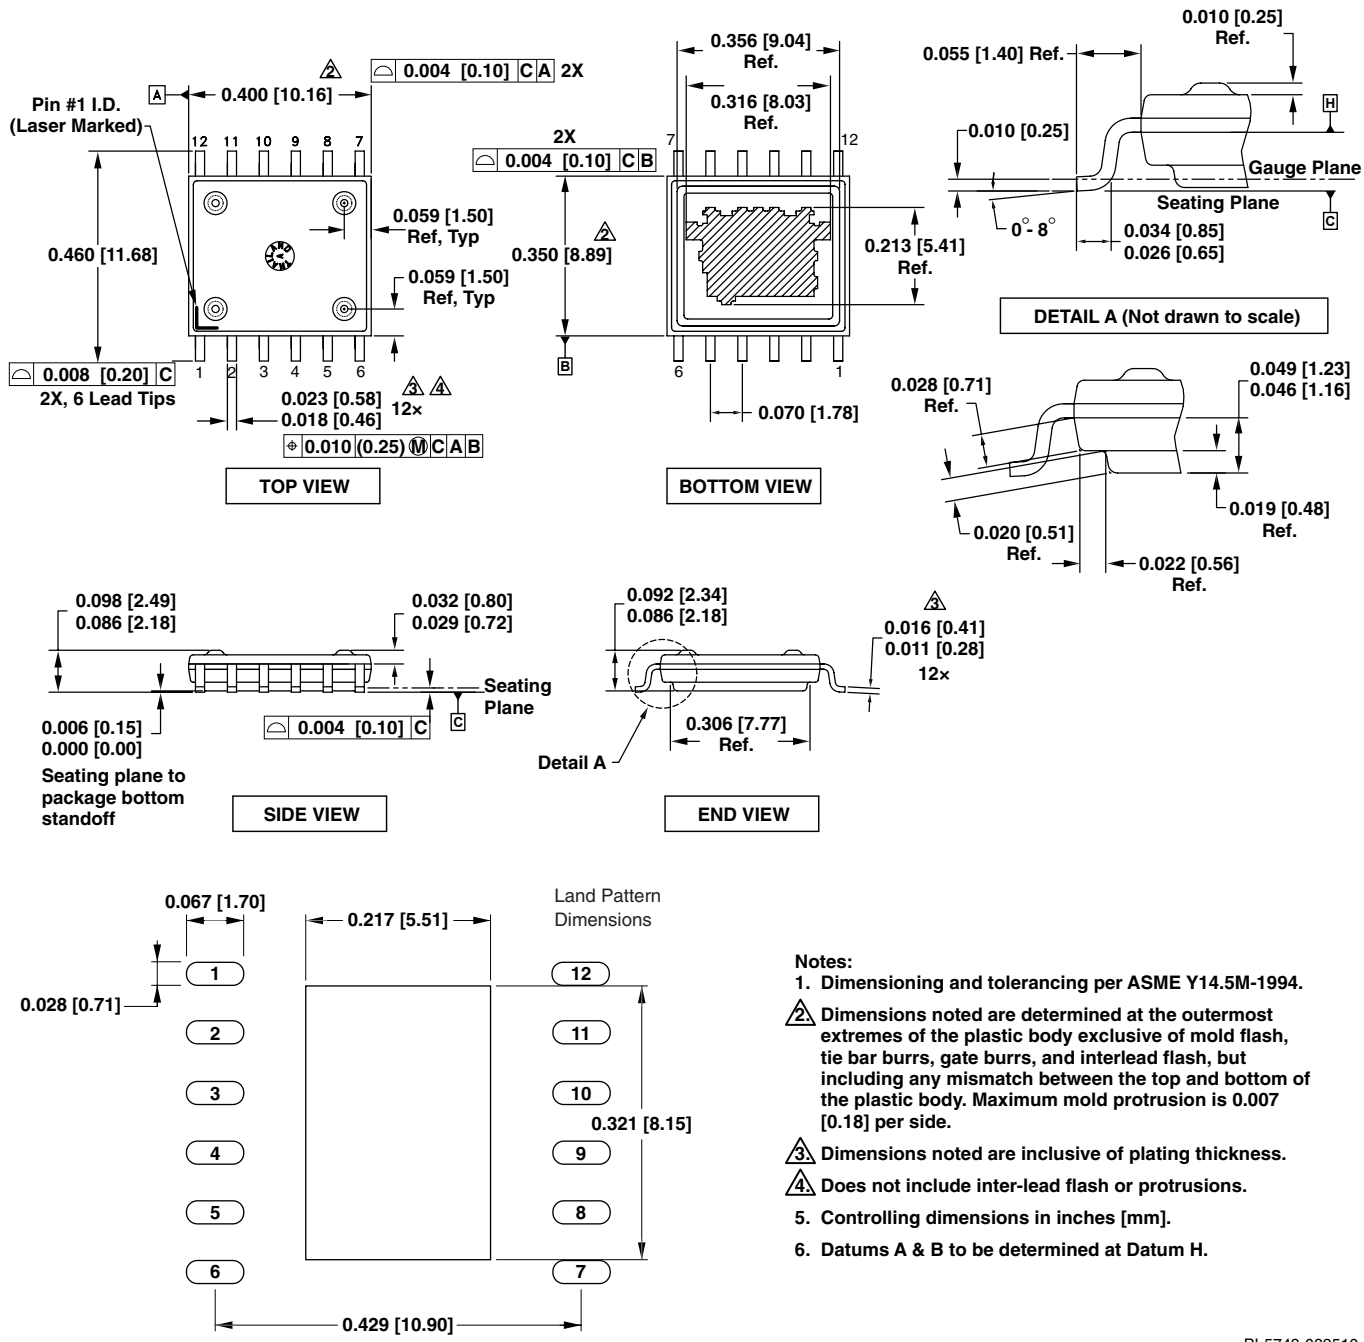 0.004 [0.10] C A 2X
2
0.400 [10.16]
A
Pin #1 I.D.
(Laser Marked)
12 11 10 9 8 7
0.460 [11.68]
0.059 [1.50]
Ref, Typ
0.059 [1.50]
Ref, Typ
1 2 3 4 5 6
0.008 [0.20] C
2X, 6 Lead Tips
0.023 [0.58]
0.018 [0.46]
3 4
12×
⌖ 0.010 (0.25) Ⓜ C A B
TOP VIEW
0.356 [9.04]
Ref.
0.316 [8.03]
Ref.
2X
0.004 [0.10] C B
7 12
2
0.350 [8.89]
0.213 [5.41]
Ref.
B
6 1
0.070 [1.78]
BOTTOM VIEW
0.010 [0.25]
Ref.
0.055 [1.40] Ref.
H
0.010 [0.25]
Gauge Plane
Seating Plane
C
0°- 8°
0.034 [0.85]
0.026 [0.65]
DETAIL A (Not drawn to scale)
0.049 [1.23]
0.046 [1.16]
0.028 [0.71]
Ref.
0.019 [0.48]
Ref.
0.020 [0.51]
Ref.
0.022 [0.56]
Ref.
0.098 [2.49]
0.086 [2.18]
0.032 [0.80]
0.029 [0.72]
Seating
Plane
C
0.004 [0.10] C
0.006 [0.15]
0.000 [0.00]
Seating plane to
package bottom
standoff
SIDE VIEW
0.092 [2.34]
0.086 [2.18]
3
0.016 [0.41]
0.011 [0.28]
12×
0.306 [7.77]
Ref.
Detail A
END VIEW
0.067 [1.70]
0.217 [5.51]
Land Pattern
Dimensions
0.028 [0.71]
1 12
2 11
3 10
0.321 [8.15]
4 9
5 8
6 7
0.429 [10.90]
Notes:
1. Dimensioning and tolerancing per ASME Y14.5M-1994.
2. Dimensions noted are determined at the outermost
extremes of the plastic body exclusive of mold flash,
tie bar burrs, gate burrs, and interlead flash, but
including any mismatch between the top and bottom of
the plastic body. Maximum mold protrusion is 0.007
[0.18] per side.
3. Dimensions noted are inclusive of plating thickness.
4. Does not include inter-lead flash or protrusions.
5. Controlling dimensions in inches [mm].
6. Datums A & B to be determined at Datum H.